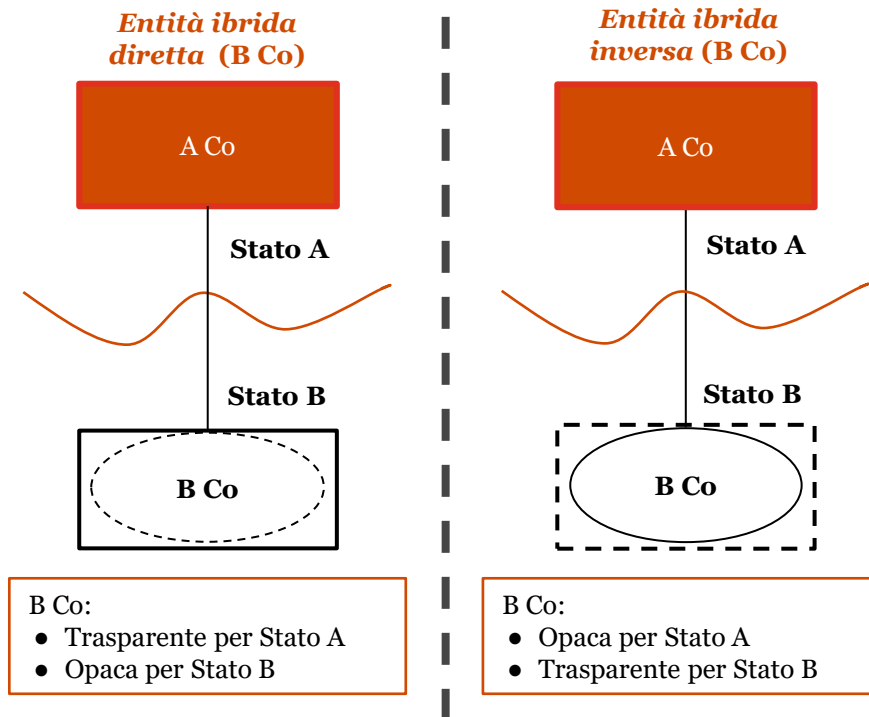 Entità ibrida
diretta (B Co)
A Co
Stato A
Stato B
B Co
B Co:
● Trasparente per Stato A
● Opaca per Stato B
Entità ibrida
inversa (B Co)
A Co
Stato A
Stato B
B Co
B Co:
● Opaca per Stato A
● Trasparente per Stato B